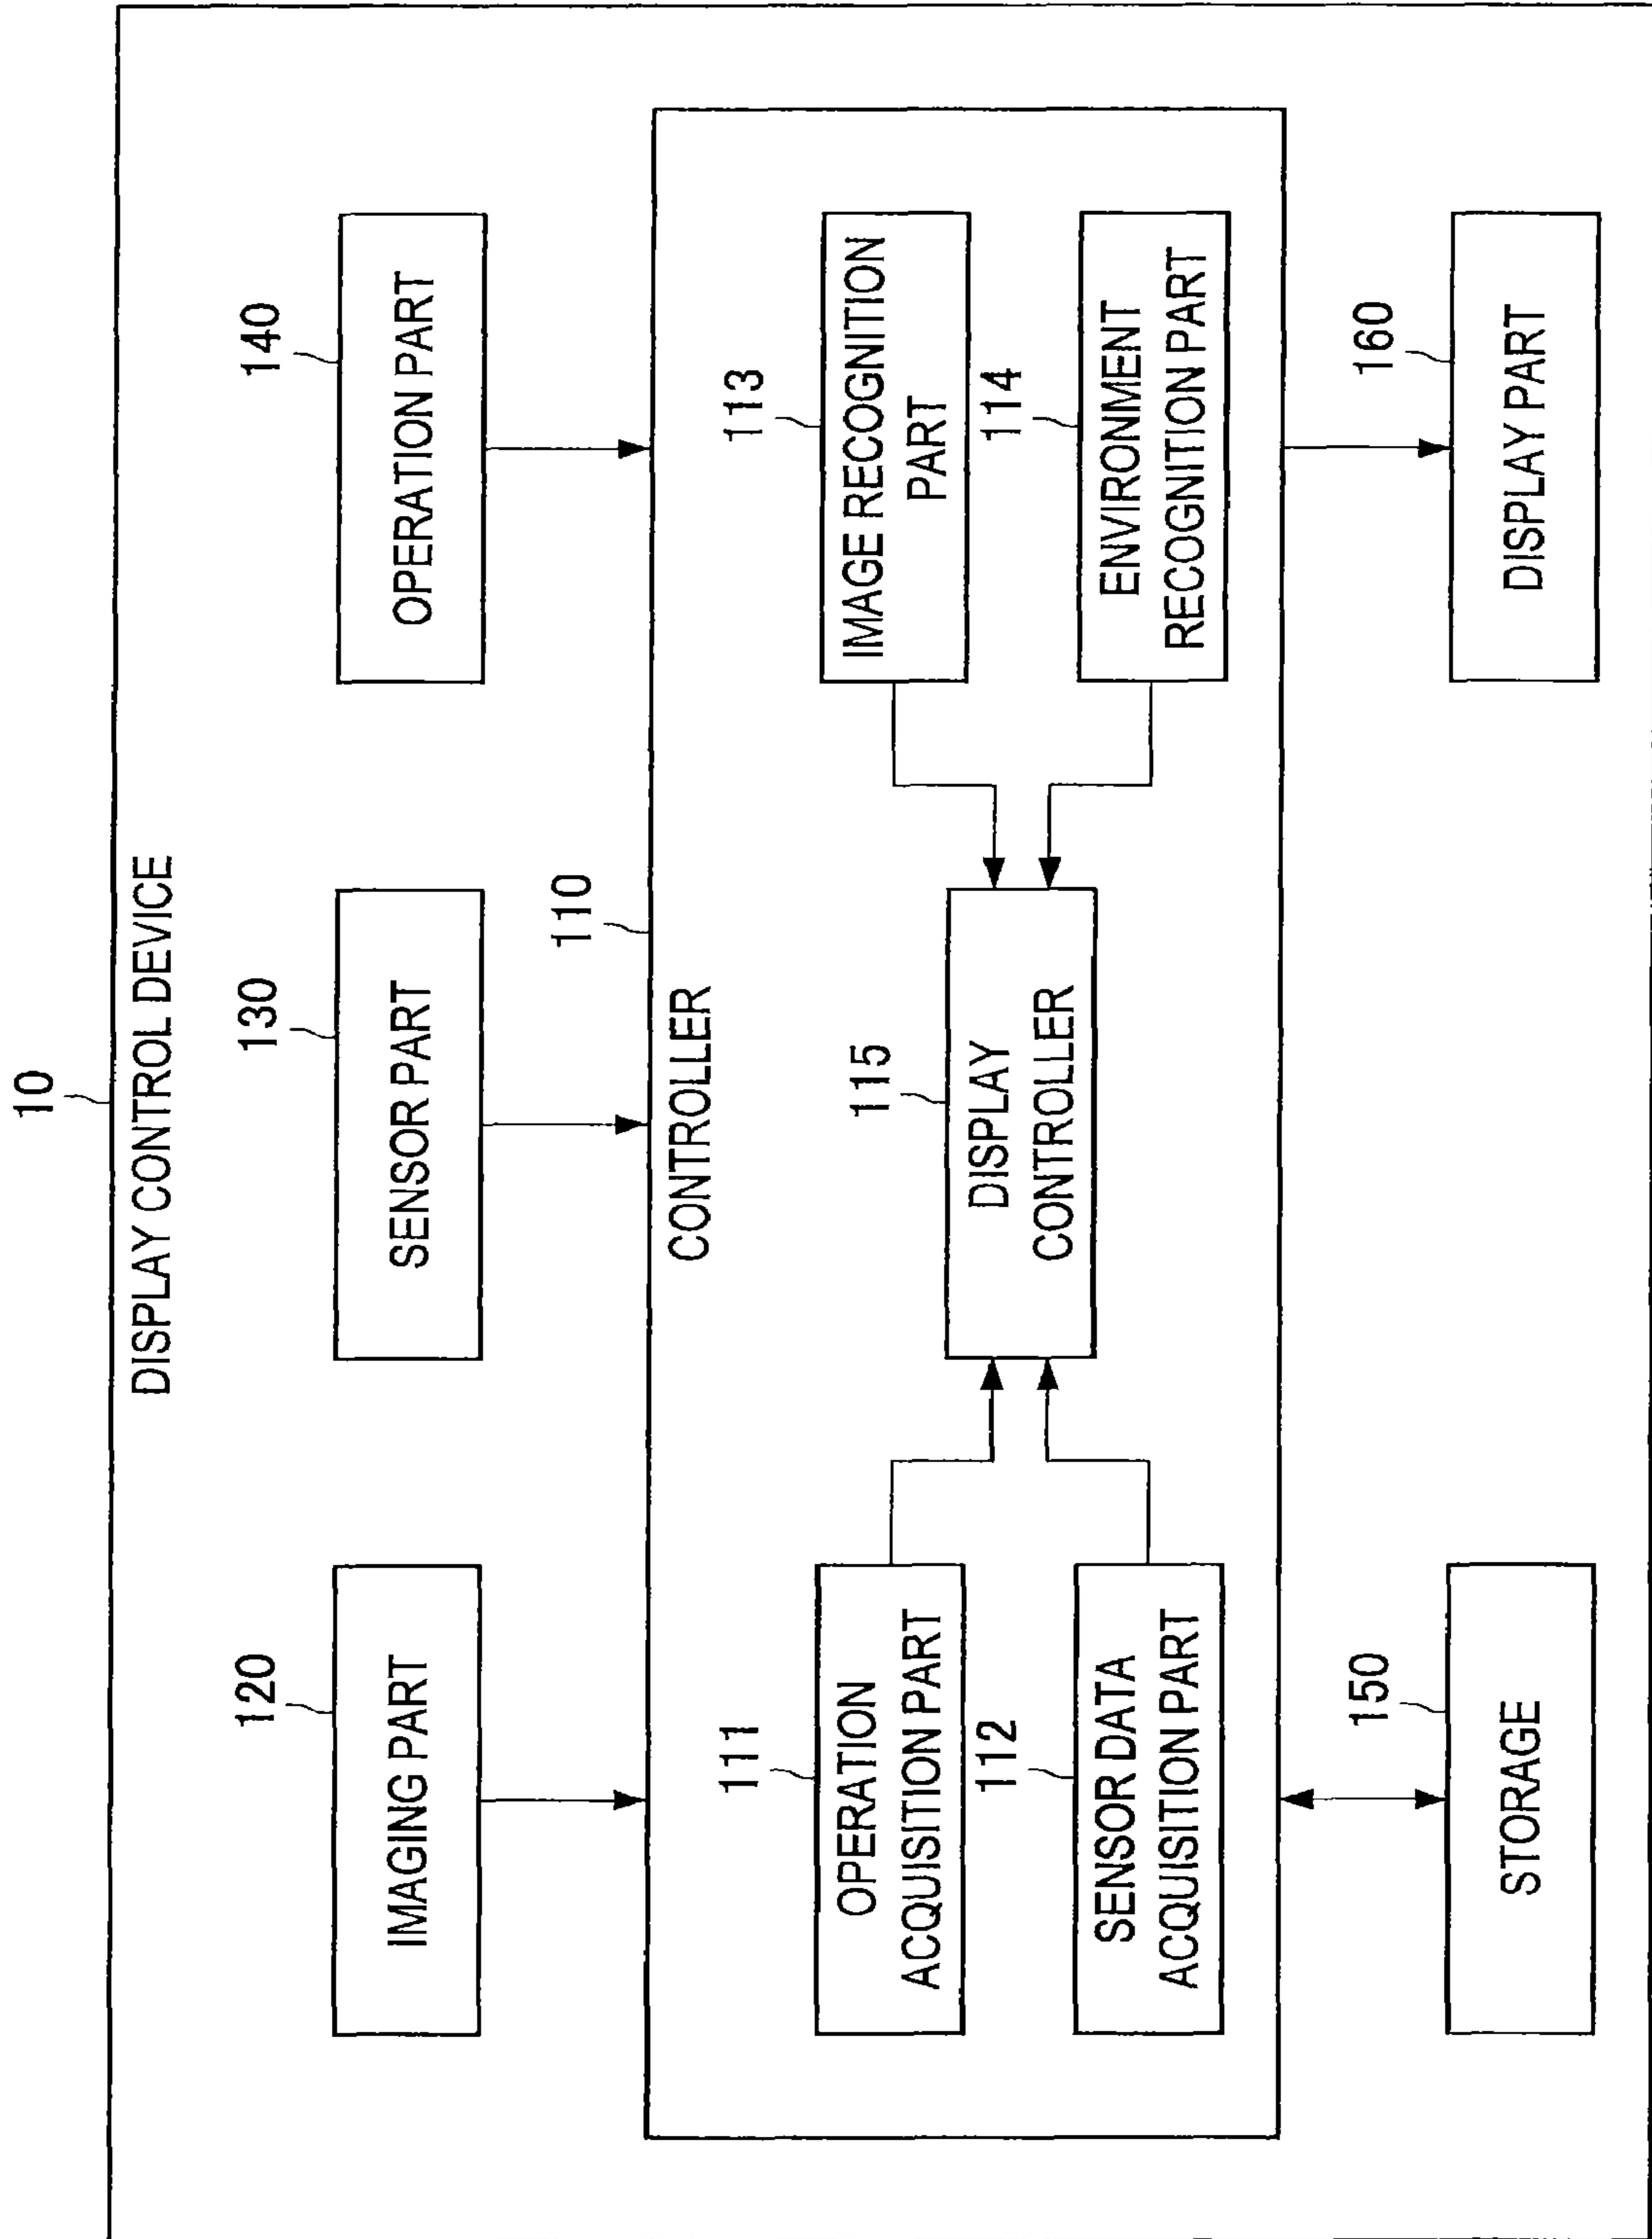 10
DISPLAY CONTROL DEVICE
120
IMAGING PART
130
SENSOR PART
140
OPERATION PART
110
CONTROLLER
111
OPERATION
ACQUISITION PART
112
SENSOR DATA
ACQUISITION PART
115
DISPLAY
CONTROLLER
113
IMAGE RECOGNITION
PART
114
ENVIRONMENT
RECOGNITION PART
150
STORAGE
160
DISPLAY PART